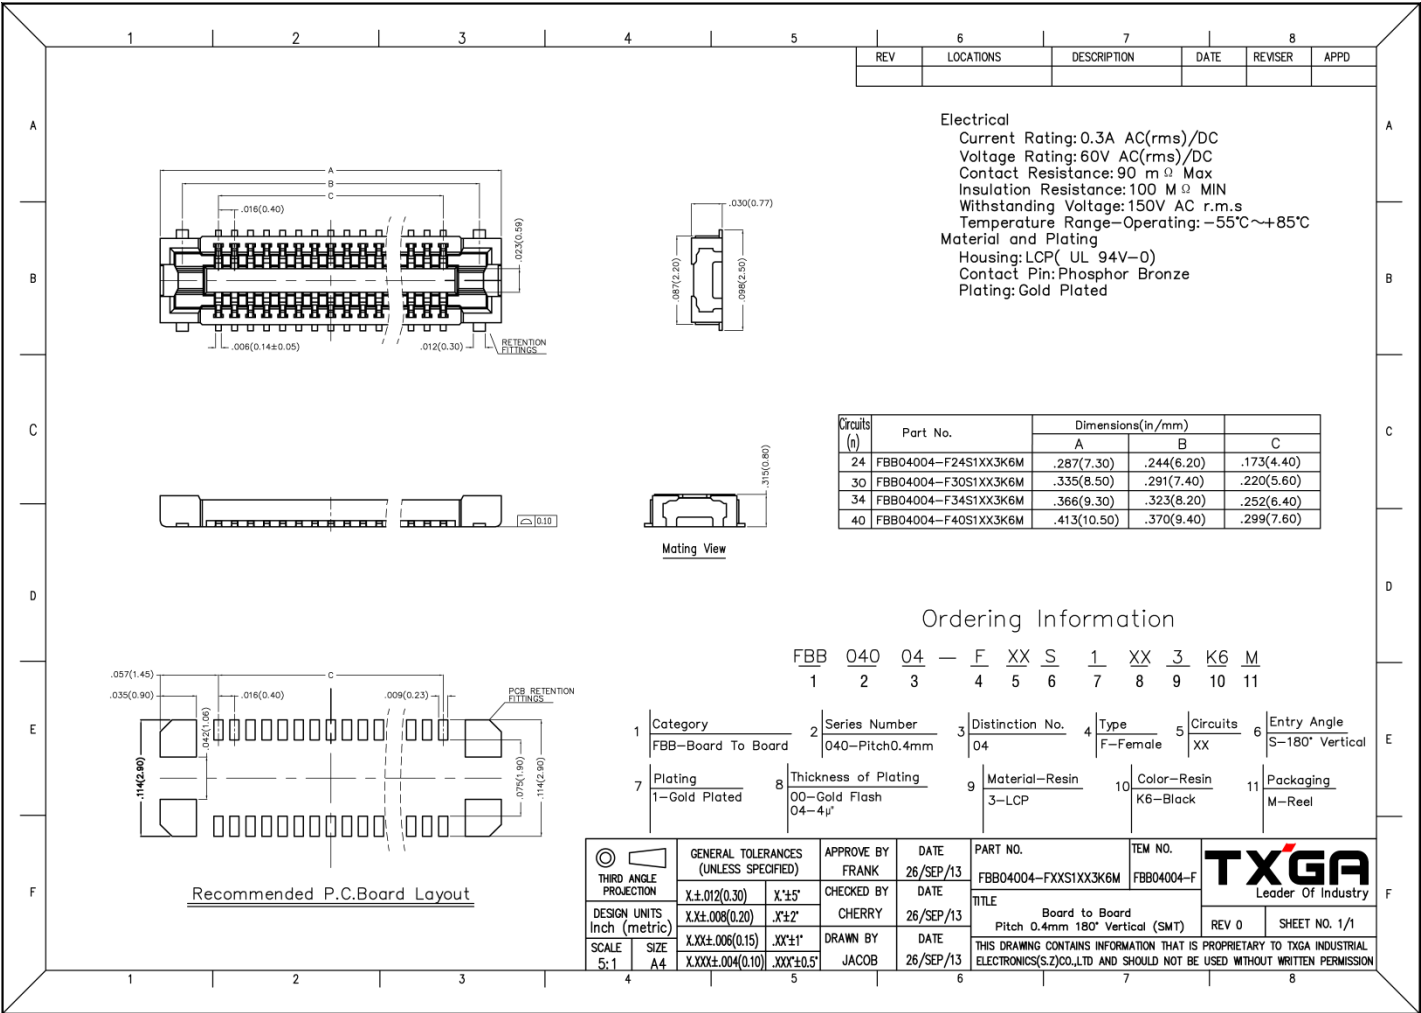 1 2 3 4 5 6 7 8
REV LOCATIONS DESCRIPTION DATE REVISER APPD
A A
B B
C C
D D
E E
F F
Electrical
Current Rating:0.3A AC(rms)/DC
Voltage Rating:60V AC(rms)/DC
Contact Resistance:90 m Ω Max
Insulation Resistance:100 M Ω MIN
Withstanding Voltage:150V AC r.m.s
Temperature Range-Operating:-55℃~+85℃
Material and Plating
Housing:LCP( UL 94V-0)
Contact Pin:Phosphor Bronze
Plating:Gold Plated
A
B
C
.016(0.40)
.023(0.59)
.006(0.14±0.05)
.012(0.30)
RETENTION
FITTINGS
.030(0.77)
.087(2.20)
.098(2.50)
0.10
.315(0.80)
Mating View
Circuits
(n)
Part No.
Dimensions(in/mm)
A B C
24 FBB04004-F24S1XX3K6M .287(7.30) .244(6.20) .173(4.40)
30 FBB04004-F30S1XX3K6M .335(8.50) .291(7.40) .220(5.60)
34 FBB04004-F34S1XX3K6M .366(9.30) .323(8.20) .252(6.40)
40 FBB04004-F40S1XX3K6M .413(10.50) .370(9.40) .299(7.60)
.057(1.45)
C
.035(0.90)
.016(0.40)
.009(0.23)
PCB RETENTION
FITTINGS
.042(1.06)
.114(2.90)
.075(1.90)
.114(2.90)
Recommended P.C.Board Layout
Ordering Information
FBB 040 04 - F XX S 1 XX 3 K6 M
1 2 3 4 5 6 7 8 9 10 11
1 Category
FBB-Board To Board
2 Series Number
040-Pitch0.4mm
3 Distinction No.
04
4 Type
F-Female
5 Circuits
XX
6 Entry Angle
S-180° Vertical
7 Plating
1-Gold Plated
8 Thickness of Plating
00-Gold Flash
04-4μ"
9 Material-Resin
3-LCP
10 Color-Resin
K6-Black
11 Packaging
M-Reel
THIRD ANGLE
PROJECTION
DESIGN UNITS
Inch (metric)
SCALE
5:1
SIZE
A4
GENERAL TOLERANCES
(UNLESS SPECIFIED)
X.±.012(0.30) X.°±5°
X.X±.008(0.20) .X°±2°
X.XX±.006(0.15) .XX°±1°
X.XXX±.004(0.10) .XXX°±0.5°
APPROVE BY
FRANK
DATE
26/SEP/13
CHECKED BY
CHERRY
DATE
26/SEP/13
DRAWN BY
JACOB
DATE
26/SEP/13
PART NO.
FBB04004-FXXS1XX3K6M
TEM NO.
FBB04004-F
TXGA
Leader Of Industry
TITLE
Board to Board
Pitch 0.4mm 180° Vertical (SMT)
REV 0
SHEET NO. 1/1
THIS DRAWING CONTAINS INFORMATION THAT IS PROPRIETARY TO TXGA INDUSTRIAL
ELECTRONICS(S.Z)CO.,LTD AND SHOULD NOT BE USED WITHOUT WRITTEN PERMISSION
1 2 3 4 5 6 7 8